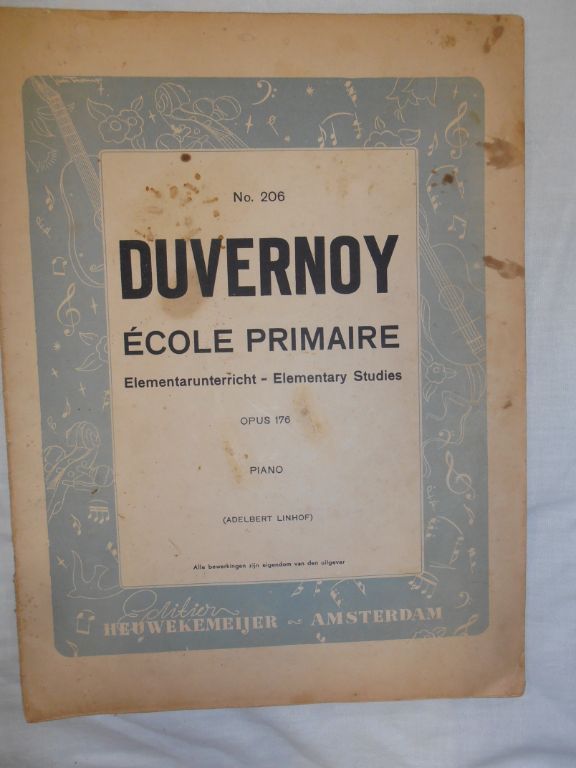 No. 206
DUVERNOY
ÉCOLE PRIMAIRE
Elementarunterricht - Elementary Studies
OPUS 176
PIANO
(ADELBERT LINHOF)
Alle bewerkingen zijn eigendom van den uitgever
Edition
HEUWEKEMEIJER ~ AMSTERDAM